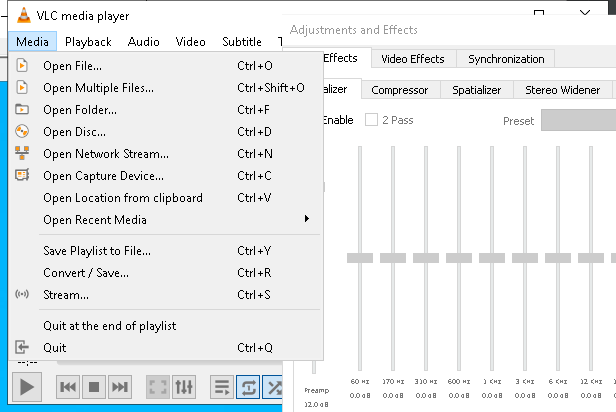 VLC media player
Adjustments and Effects
Media Playback Audio Video Subtitle T
Effects Video Effects Synchronization
alizer Compressor Spatializer Stereo Widener
Enable 2 Pass Preset
Open File... Ctrl+O
Open Multiple Files... Ctrl+Shift+O
Open Folder... Ctrl+F
Open Disc... Ctrl+D
Open Network Stream... Ctrl+N
Open Capture Device... Ctrl+C
Open Location from clipboard Ctrl+V
Open Recent Media
Save Playlist to File... Ctrl+Y
Convert / Save... Ctrl+R
Stream... Ctrl+S
Quit at the end of playlist
Quit Ctrl+Q
--:--
60 Hz 170 Hz 310 Hz 600 Hz 1 KHz 3 KHz 6 KHz 12 KHz
Preamp
12.0 dB 0.0 dB 0.0 dB 0.0 dB 0.0 dB 0.0 dB 0.0 dB 0.0 dB 0.0 dB